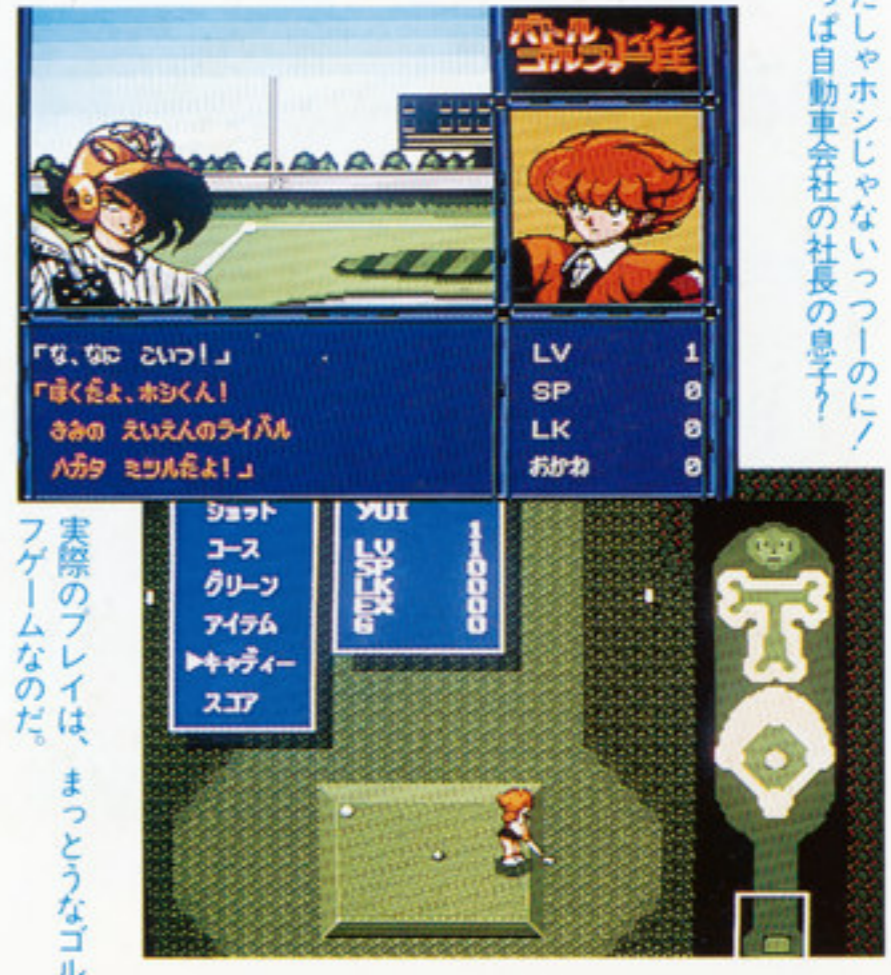 だしゃホシじゃないっつーのに!
っぱ自動車会社の社長の息子?
バトル
ゴルファー唯
「な、なに こいつ!」
「ぼくだよ、ホシくん!
きみの えいえんのライバル
ハガタ ミツルだよ!」
LV 1
SP 0
LK 0
おかね 0
ショット
コース
グリーン
アイテム
▶キャディー
スコア
YUI
LV 1
SP 0
LK 0
EX 0
G 0
実際のプレイは、まっとうなゴル
フゲームなのだ。